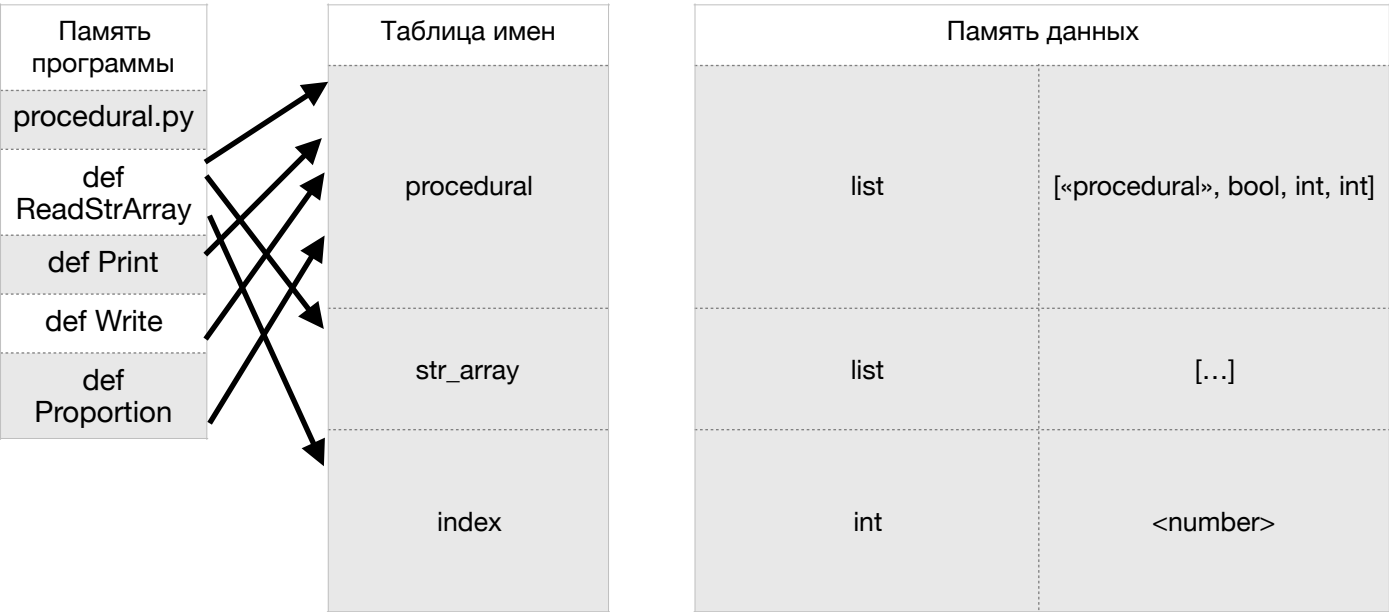 Память
программы
Таблица имен
Память данных
procedural.py
def
ReadStrArray
procedural
list
[«procedural», bool, int, int]
def Print
def Write
str_array
list
[…]
def
Proportion
index
int
<number>